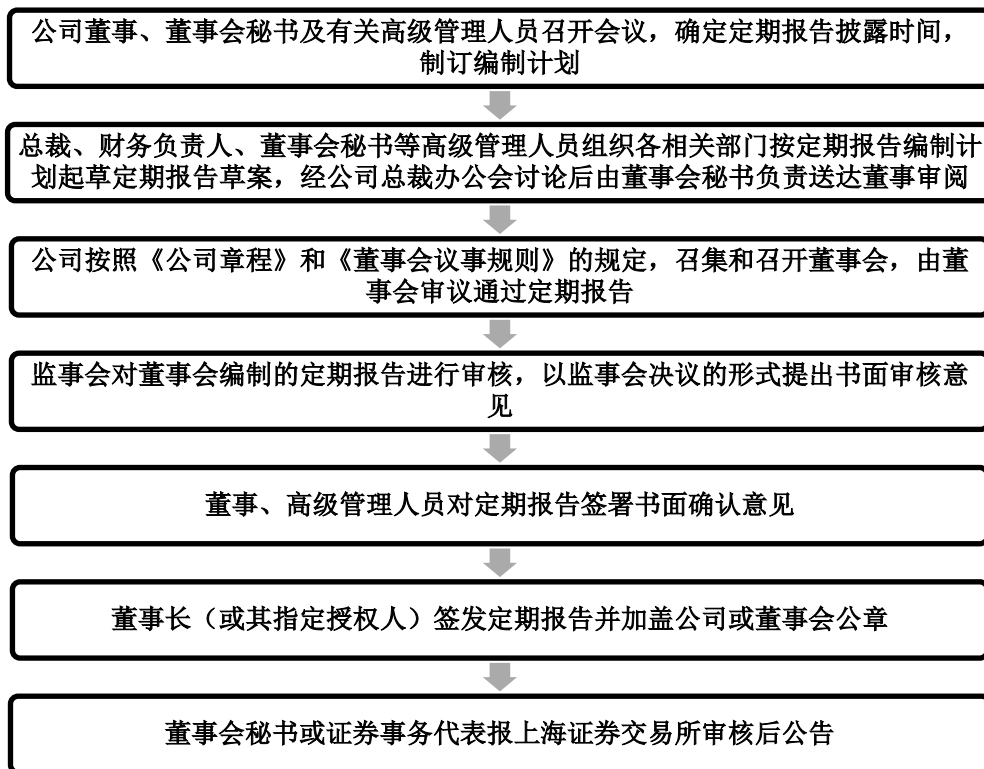 公司董事、董事会秘书及有关高级管理人员召开会议，确定定期报告披露时间，
制订编制计划
总裁、财务负责人、董事会秘书等高级管理人员组织各相关部门按定期报告编制计
划起草定期报告草案，经公司总裁办公会讨论后由董事会秘书负责送达董事审阅
公司按照《公司章程》和《董事会议事规则》的规定，召集和召开董事会，由董
事会审议通过定期报告
监事会对董事会编制的定期报告进行审核，以监事会决议的形式提出书面审核意
见
董事、高级管理人员对定期报告签署书面确认意见
董事长（或其指定授权人）签发定期报告并加盖公司或董事会公章
董事会秘书或证券事务代表报上海证券交易所审核后公告